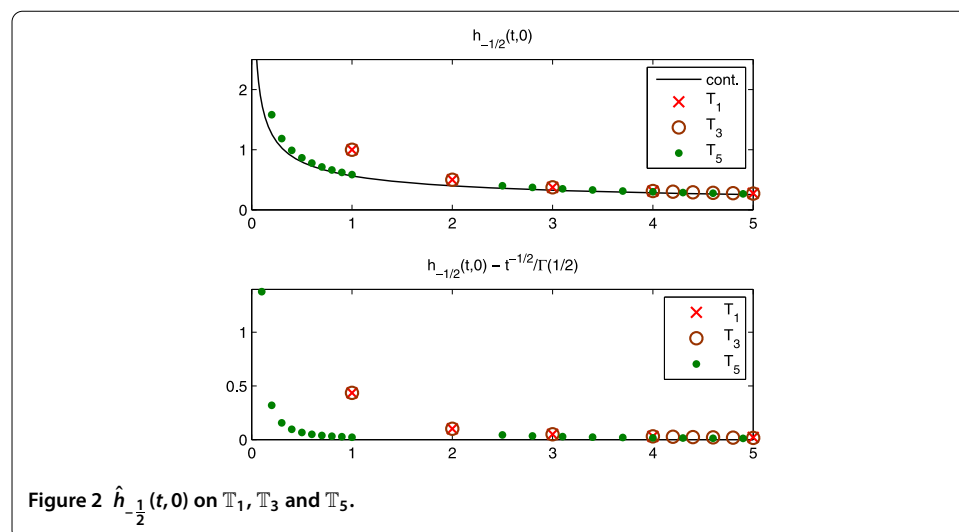 h_{-1/2}(t,0)
2
1
0
0 1 2 3 4 5
cont.
T_1
T_3
T_5
h_{-1/2}(t,0) − t^{-1/2}/Γ(1/2)
1
0.5
0
0 1 2 3 4 5
T_1
T_3
T_5
Figure 2 ĥ_{-\frac{1}{2}}(t, 0) on 𝕋_1, 𝕋_3 and 𝕋_5.